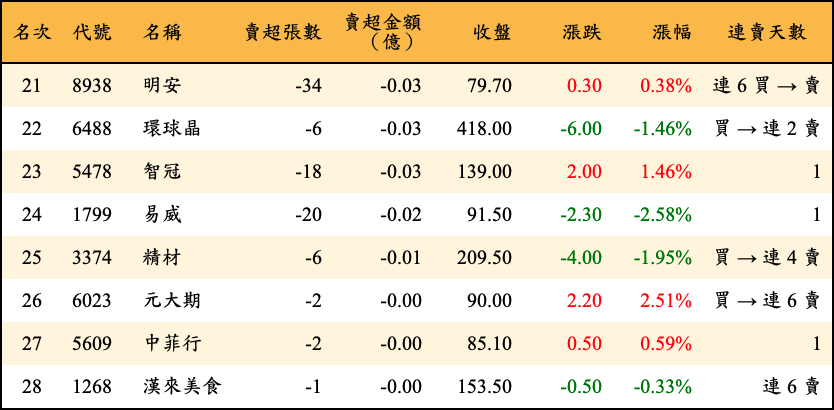 名次 代號 名稱 賣超張數 賣超金額（億） 收盤 漲跌 漲幅 連賣天數
21 8938 明安 -34 -0.03 79.70 0.30 0.38% 連 6 買 → 賣
22 6488 環球晶 -6 -0.03 418.00 -6.00 -1.46% 買 → 連 2 賣
23 5478 智冠 -18 -0.03 139.00 2.00 1.46% 1
24 1799 易威 -20 -0.02 91.50 -2.30 -2.58% 1
25 3374 精材 -6 -0.01 209.50 -4.00 -1.95% 買 → 連 4 賣
26 6023 元大期 -2 -0.00 90.00 2.20 2.51% 買 → 連 6 賣
27 5609 中菲行 -2 -0.00 85.10 0.50 0.59% 1
28 1268 漢來美食 -1 -0.00 153.50 -0.50 -0.33% 連 6 賣